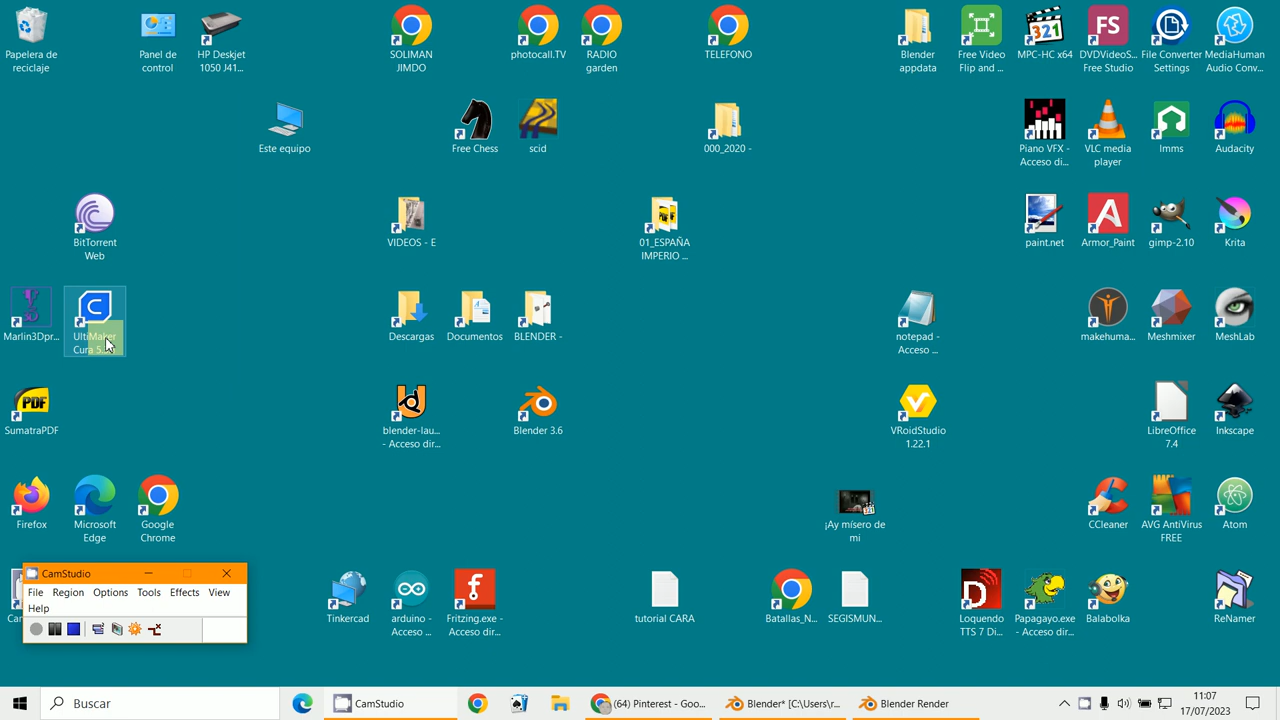 Papelera de
reciclaje
Panel de
control
HP Deskjet
1050 J41...
SOLIMAN
JIMDO
photocall.TV
RADIO
garden
TELEFONO
Blender
appdata
Free Video
Flip and ...
MPC-HC x64
DVDVideoS...
Free Studio
File Converter
Settings
MediaHuman
Audio Conv...
Este equipo
Free Chess
scid
000_2020 -
Piano VFX -
Acceso di...
VLC media
player
lmms
Audacity
BitTorrent
Web
VIDEOS - E
01_ESPAÑA
IMPERIO ...
paint.net
Armor_Paint
gimp-2.10
Krita
Marlin3Dpr...
UltiMaker
Cura 5....
Descargas
Documentos
BLENDER -
notepad -
Acceso ...
makehuma...
Meshmixer
MeshLab
PDF
SumatraPDF
blender-lau...
- Acceso dir...
Blender 3.6
VRoidStudio
1.22.1
LibreOffice
7.4
Inkscape
Firefox
Microsoft
Edge
Google
Chrome
¡Ay mísero de
mi
CCleaner
AVG AntiVirus
FREE
Atom
CamStudio
File Region Options Tools Effects View
Help
Tinkercad
arduino -
Acceso ...
Fritzing.exe -
Acceso dir...
tutorial CARA
Batallas_N...
SEGISMUN...
Loquendo
TTS 7 Di...
Papagayo.exe
- Acceso dir...
Balabolka
ReNamer
Buscar
CamStudio
(64) Pinterest - Goo...
Blender* [C:\Users\r...
Blender Render
11:07
17/07/2023